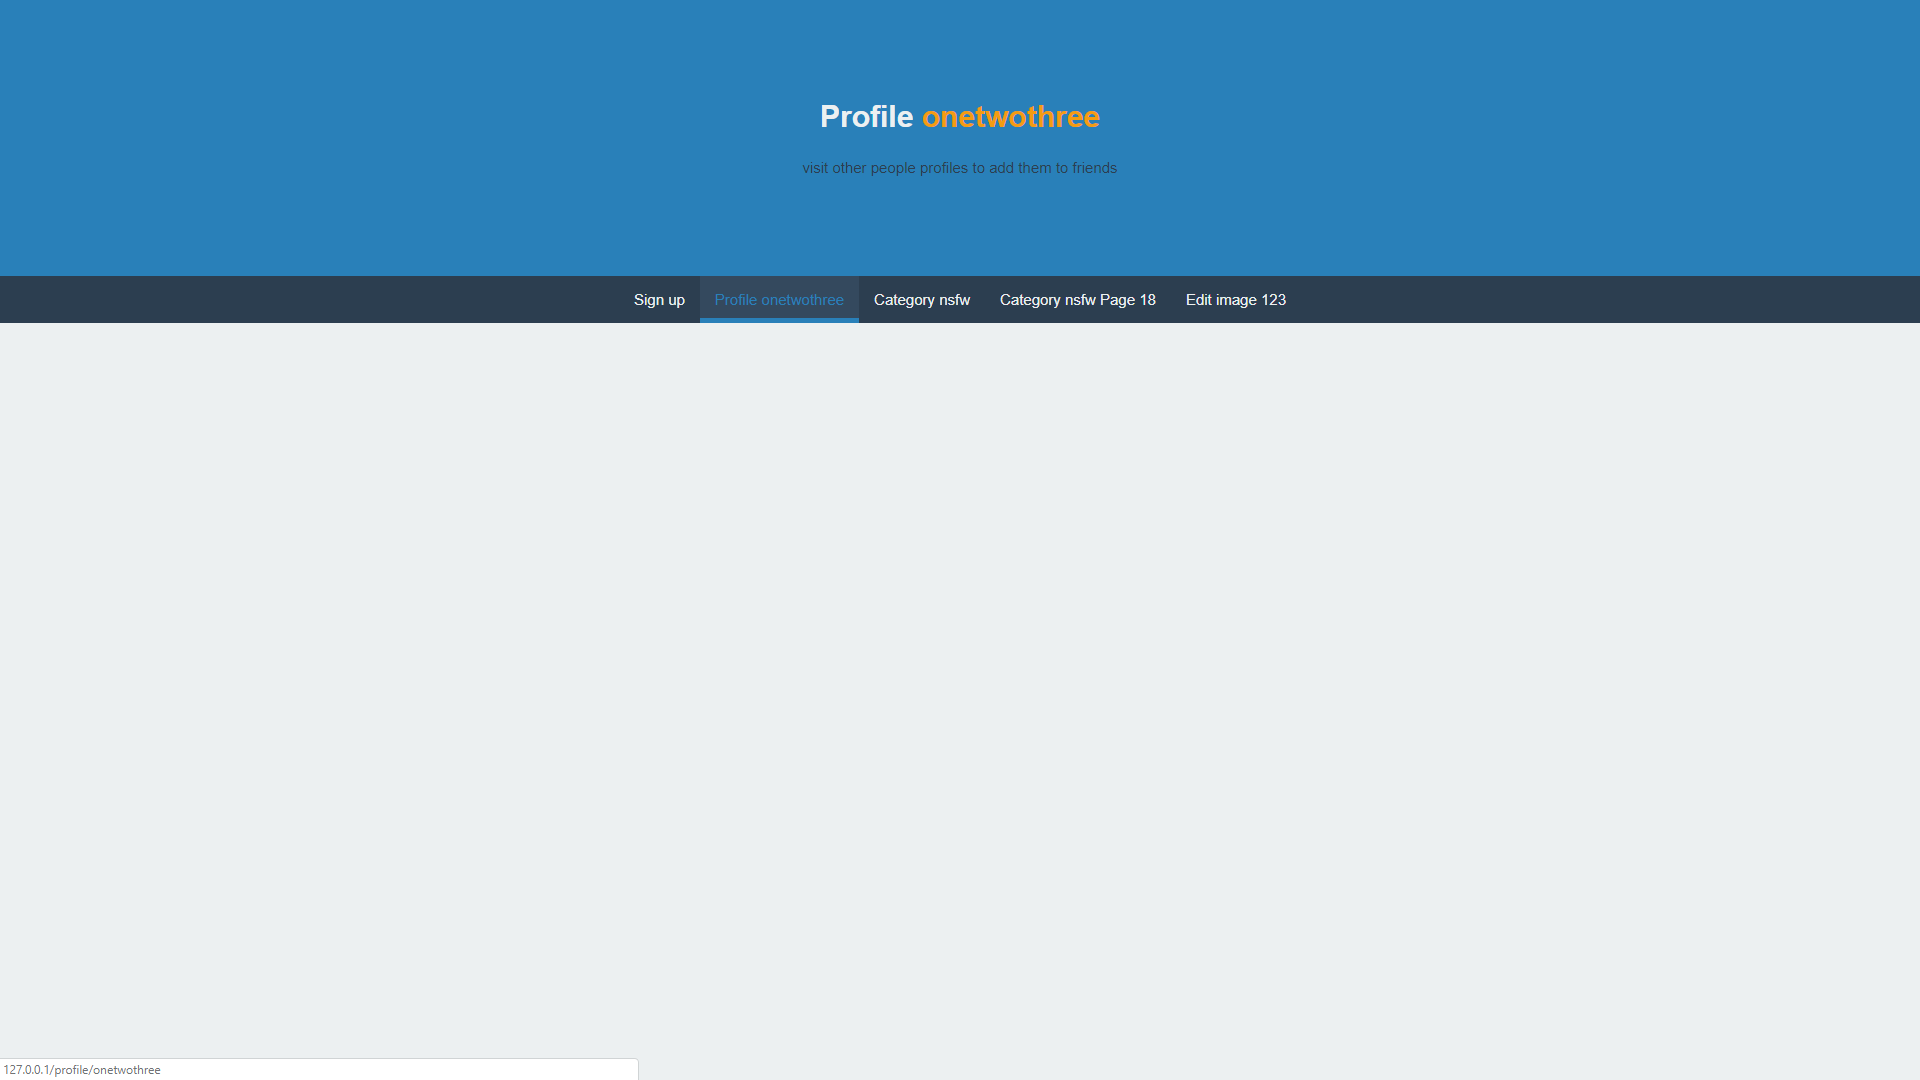 Profile onetwothree
visit other people profiles to add them to friends
Sign up Profile onetwothree Category nsfw Category nsfw Page 18 Edit image 123
127.0.0.1/profile/onetwothree